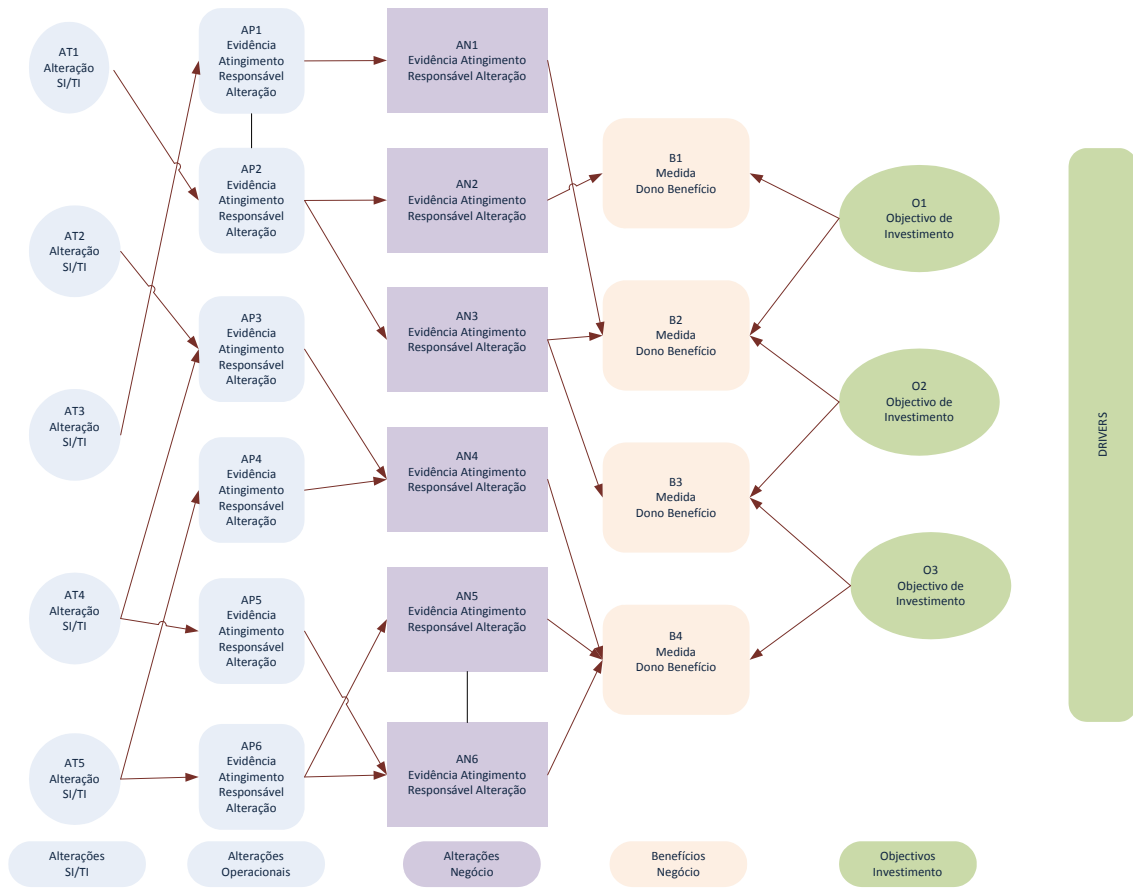 AT1
Alteração
SI/TI
AT2
Alteração
SI/TI
AT3
Alteração
SI/TI
AT4
Alteração
SI/TI
AT5
Alteração
SI/TI
AP1
Evidência
Atingimento
Responsável
Alteração
AP2
Evidência
Atingimento
Responsável
Alteração
AP3
Evidência
Atingimento
Responsável
Alteração
AP4
Evidência
Atingimento
Responsável
Alteração
AP5
Evidência
Atingimento
Responsável
Alteração
AP6
Evidência
Atingimento
Responsável
Alteração
AN1
Evidência Atingimento
Responsável Alteração
AN2
Evidência Atingimento
Responsável Alteração
AN3
Evidência Atingimento
Responsável Alteração
AN4
Evidência Atingimento
Responsável Alteração
AN5
Evidência Atingimento
Responsável Alteração
AN6
Evidência Atingimento
Responsável Alteração
B1
Medida
Dono Benefício
B2
Medida
Dono Benefício
B3
Medida
Dono Benefício
B4
Medida
Dono Benefício
O1
Objectivo de
Investimento
O2
Objectivo de
Investimento
O3
Objectivo de
Investimento
DRIVERS
Alterações
SI/TI
Alterações
Operacionais
Alterações
Negócio
Benefícios
Negócio
Objectivos
Investimento